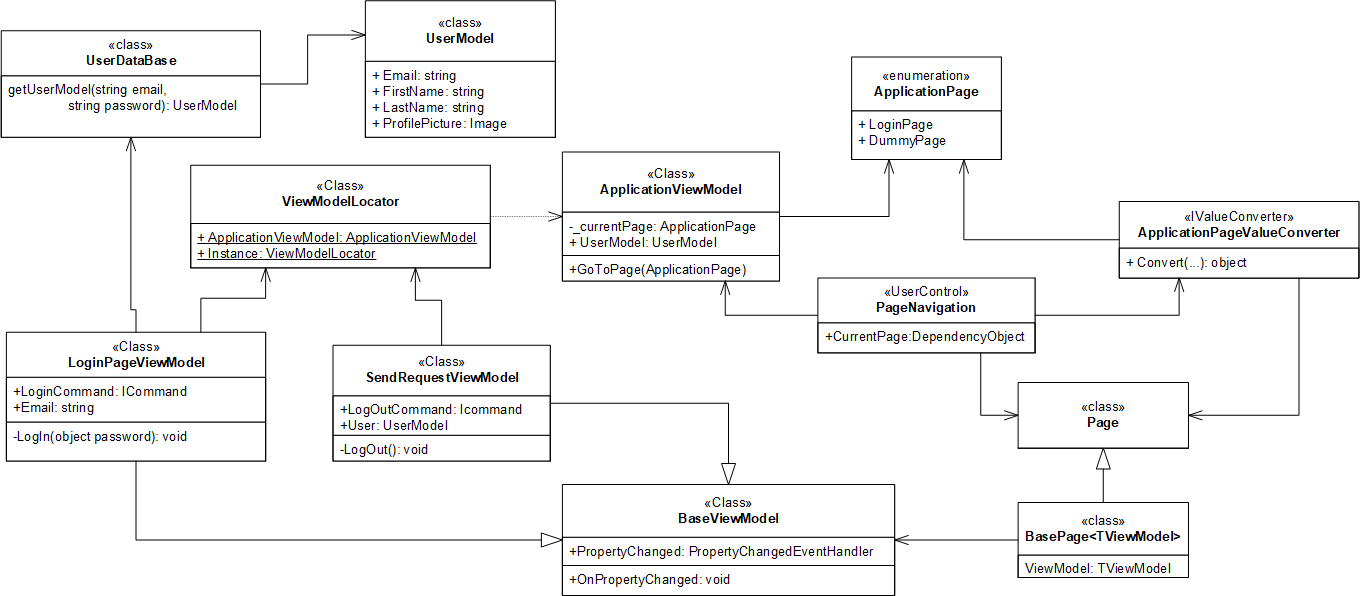 «class»
UserDataBase
getUserModel(string email,
string password): UserModel
«class»
UserModel
+ Email: string
+ FirstName: string
+ LastName: string
+ ProfilePicture: Image
«enumeration»
ApplicationPage
+ LoginPage
+ DummyPage
«Class»
ViewModelLocator
+ ApplicationViewModel: ApplicationViewModel
+ Instance: ViewModelLocator
«Class»
ApplicationViewModel
-_currentPage: ApplicationPage
+ UserModel: UserModel
+GoToPage(ApplicationPage)
«IValueConverter»
ApplicationPageValueConverter
+ Convert(...): object
«UserControl»
PageNavigation
+CurrentPage:DependencyObject
«Class»
LoginPageViewModel
+LoginCommand: ICommand
+Email: string
-LogIn(object password): void
«Class»
SendRequestViewModel
+LogOutCommand: Icommand
+User: UserModel
-LogOut(): void
«class»
Page
«Class»
BaseViewModel
+PropertyChanged: PropertyChangedEventHandler
+OnPropertyChanged: void
«class»
BasePage<TViewModel>
ViewModel: TViewModel